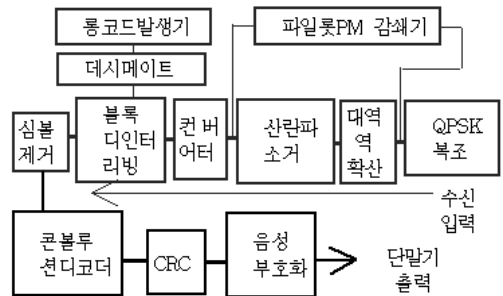 롱코드발생기
파일롯PM 감쇄기
데시메이트
심볼
제거
블록
디인터
리빙
컨 버
어터
산란파
소거
대역
역
확산
QPSK
복조
수신
입력
콘볼루
션디코더
CRC
음성
부호화
단말기
출력